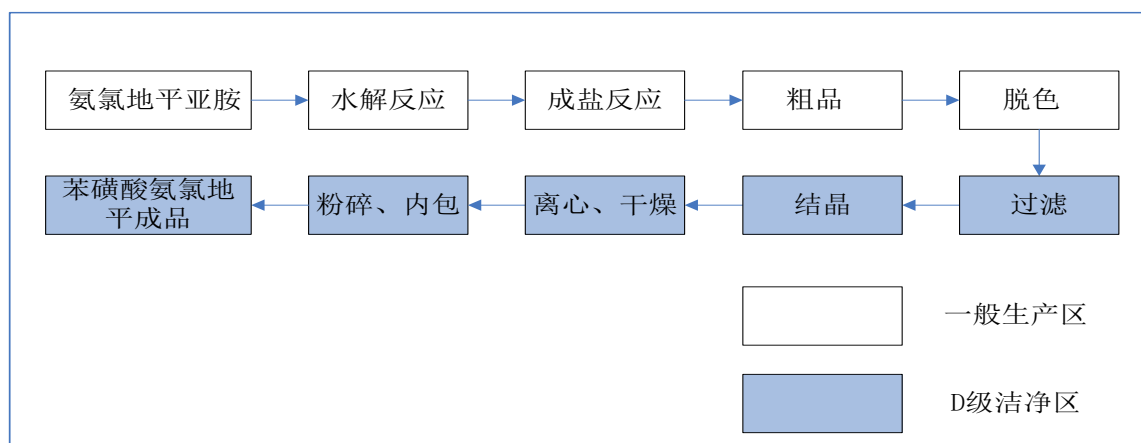 氨氯地平亚胺
水解反应
成盐反应
粗品
脱色
苯磺酸氨氯地
平成品
粉碎、内包
离心、干燥
结晶
过滤
一般生产区
D级洁净区